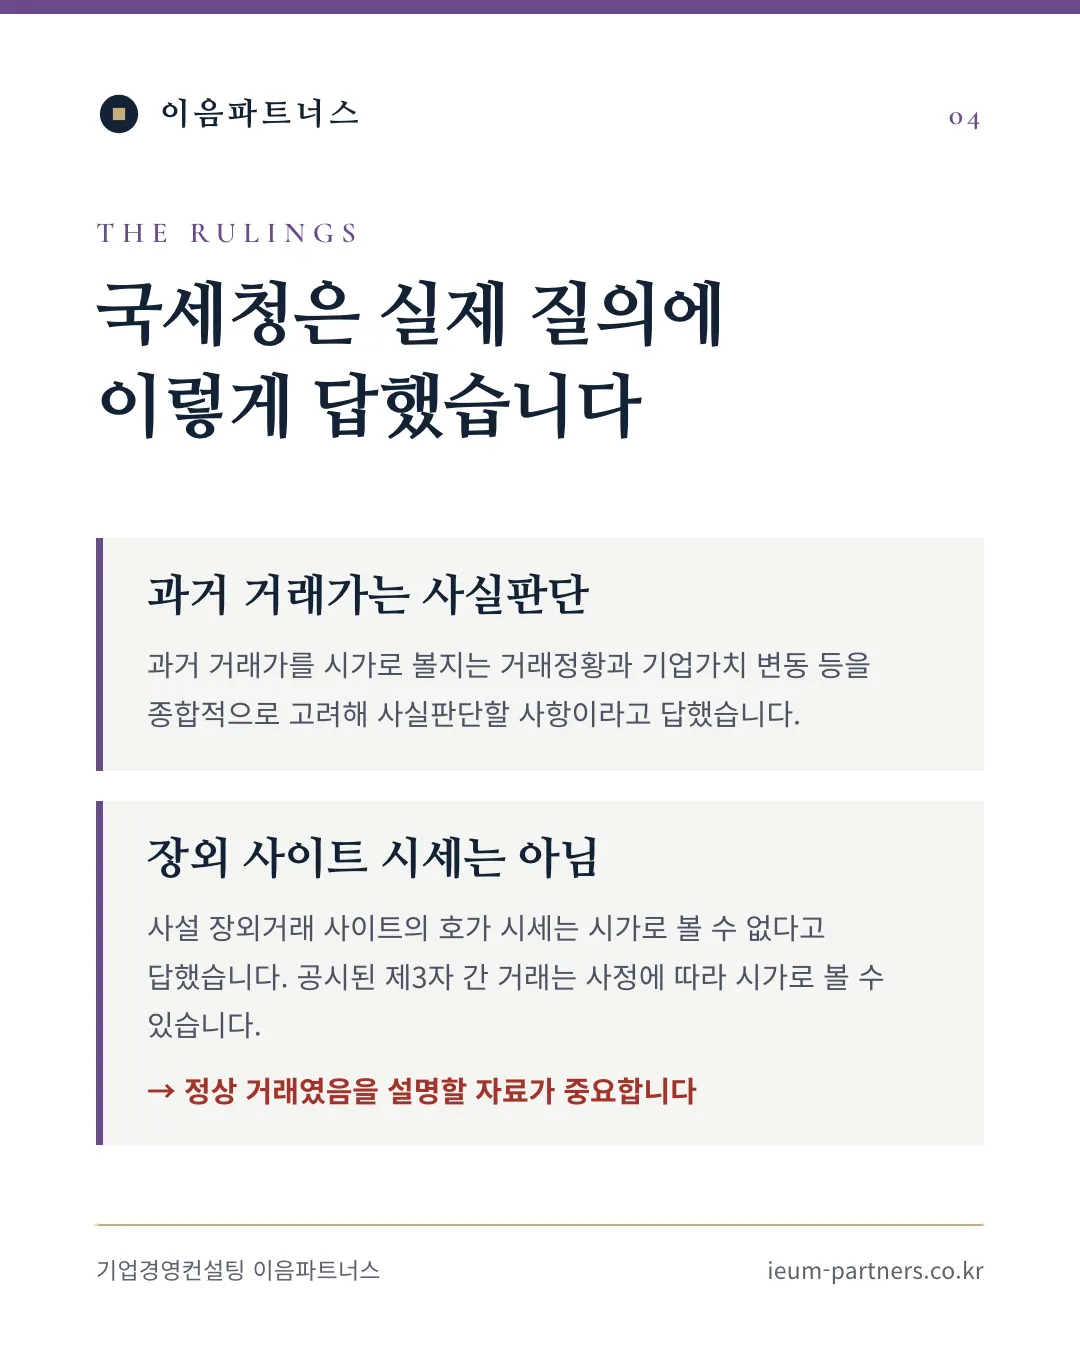 이음파트너스
04
THE RULINGS
국세청은 실제 질의에
이렇게 답했습니다
과거 거래가는 사실판단
과거 거래가를 시가로 볼지는 거래정황과 기업가치 변동 등을
종합적으로 고려해 사실판단할 사항이라고 답했습니다.
장외 사이트 시세는 아님
사설 장외거래 사이트의 호가 시세는 시가로 볼 수 없다고
답했습니다. 공시된 제3자 간 거래는 사정에 따라 시가로 볼 수
있습니다.
→ 정상 거래였음을 설명할 자료가 중요합니다
기업경영컨설팅 이음파트너스
ieum-partners.co.kr